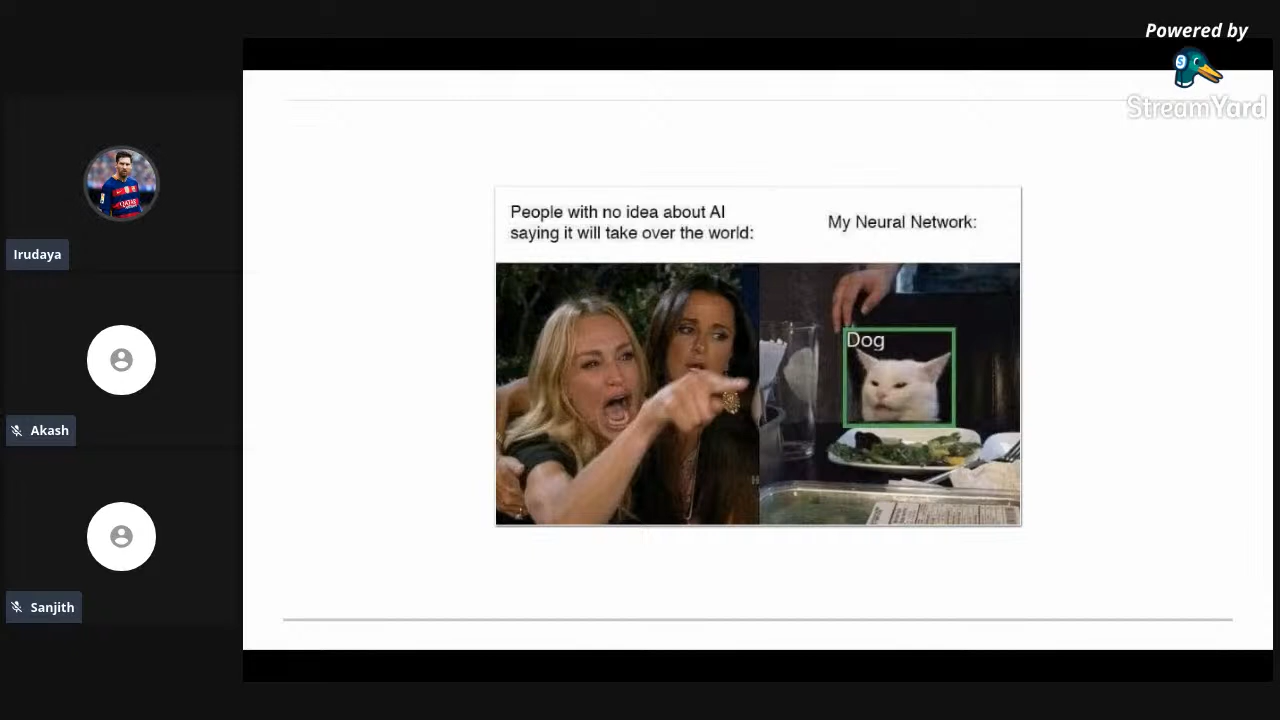 Powered by
StreamYard
Irudaya
Akash
Sanjith
People with no idea about AI
saying it will take over the world:
My Neural Network:
Dog